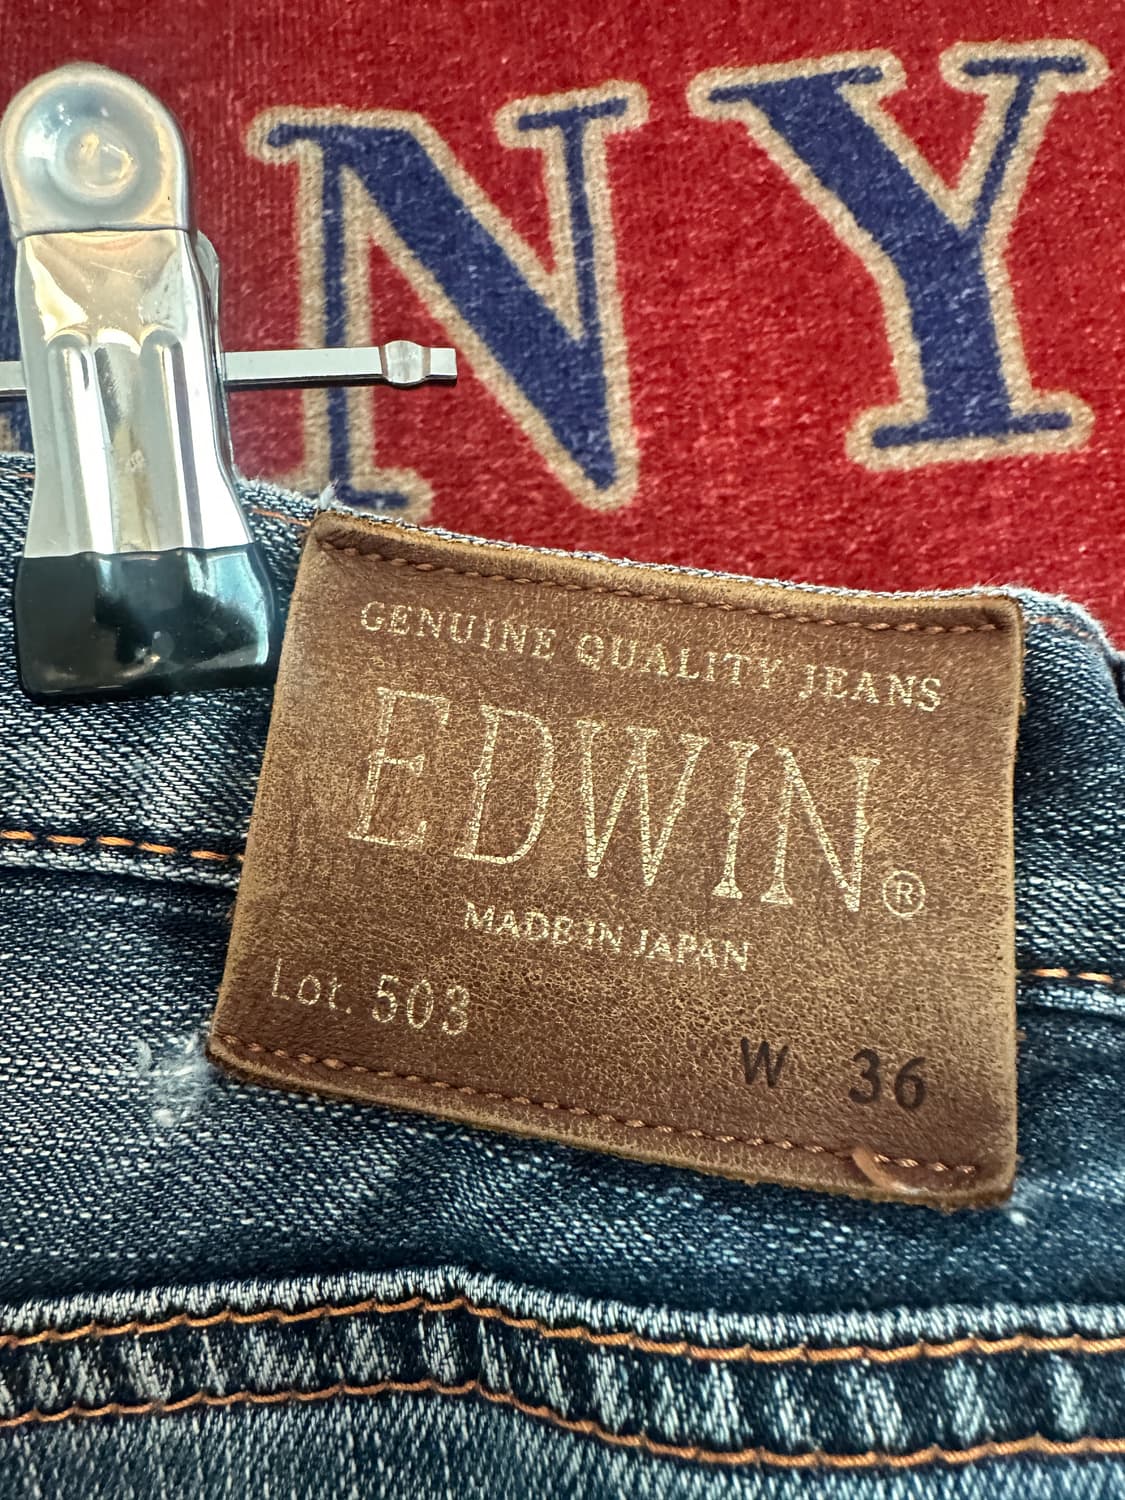 NY
GENUINE QUALITY JEANS
EDWIN®
MADE IN JAPAN
Lot. 503
W 36